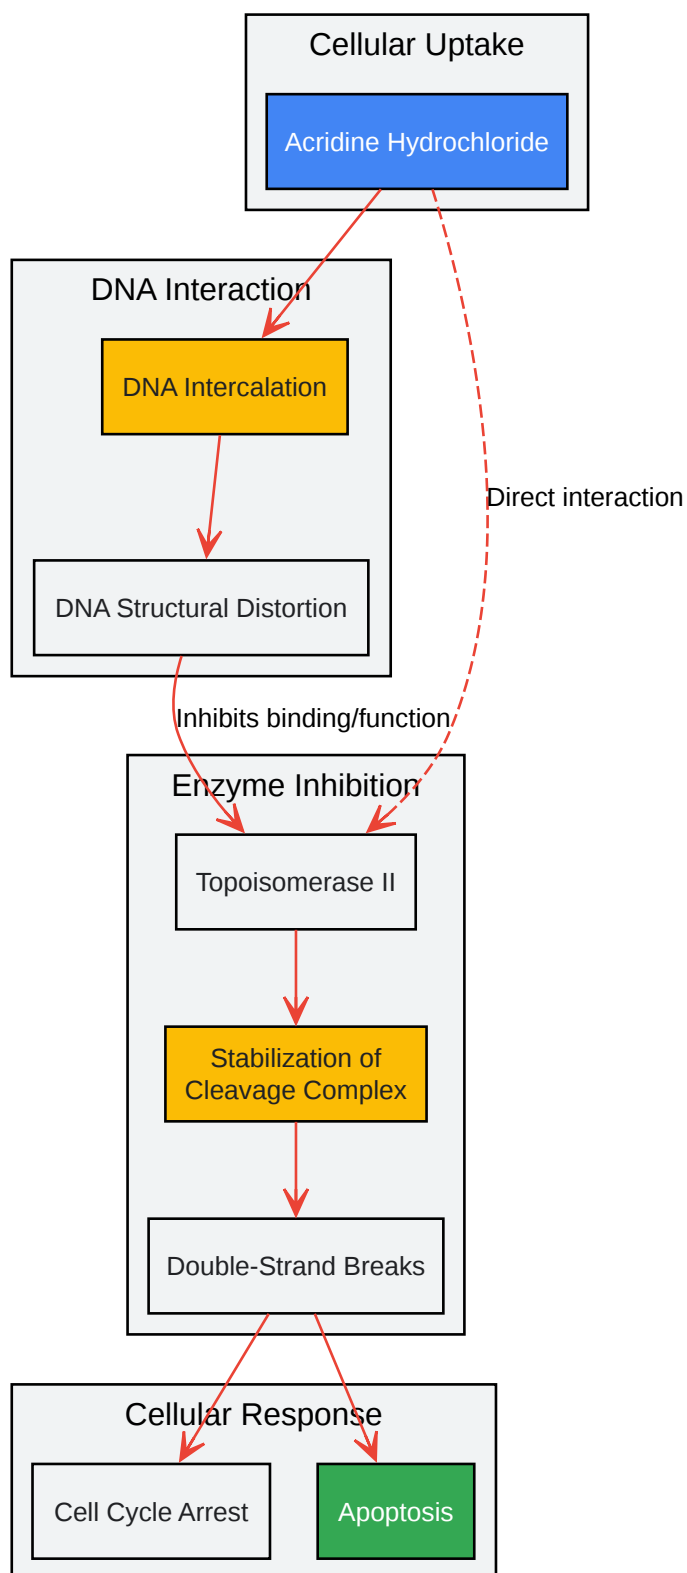 Cellular Uptake
Acridine Hydrochloride
DNA Interaction
DNA Intercalation
Direct interaction
DNA Structural Distortion
Inhibits binding/function
Enzyme Inhibition
Topoisomerase II
Stabilization of
Cleavage Complex
Double-Strand Breaks
Cellular Response
Cell Cycle Arrest
Apoptosis